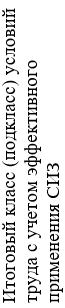 Итоговый класс (подкласс) условий
труда с учетом эффективного
применения СИЗ